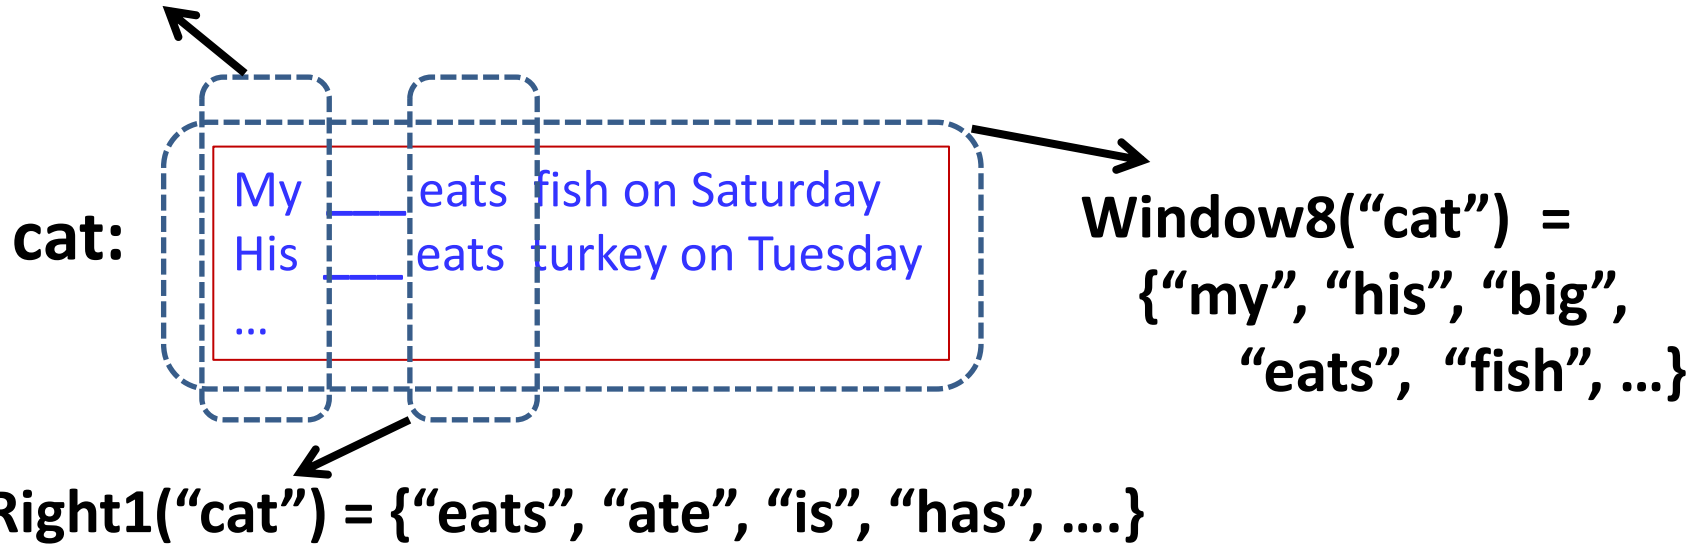 cat:
My ___ eats fish on Saturday
His ___ eats turkey on Tuesday
...
Window8(“cat”) =
{“my”, “his”, “big”,
“eats”, “fish”, …}
Right1(“cat”) = {“eats”, “ate”, “is”, “has”, ….}